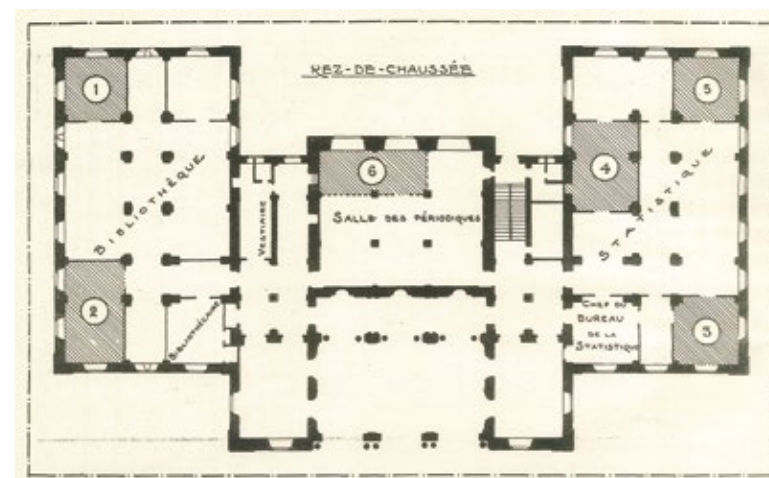 REZ-DE-CHAUSSÉE
1
5
BIBLIOTHÈQUE
6
4
STATISTIQUE
VESTIAIRE
SALLE DES PÉRIODIQUES
2
BIBLIOTHÉCAIRE
CHEF DU
BUREAU
DE LA
STATISTIQUE
3